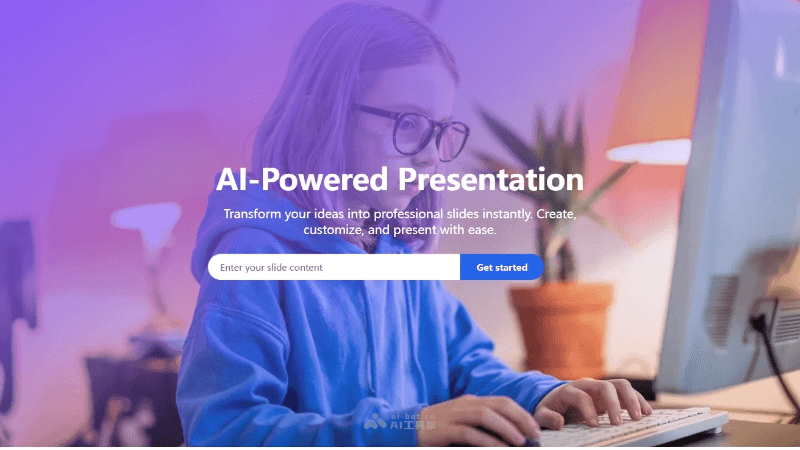 AI-Powered Presentation
Transform your ideas into professional slides instantly. Create,
customize, and present with ease.
Enter your slide content
Get started
ai-bot.cn
AI工具集